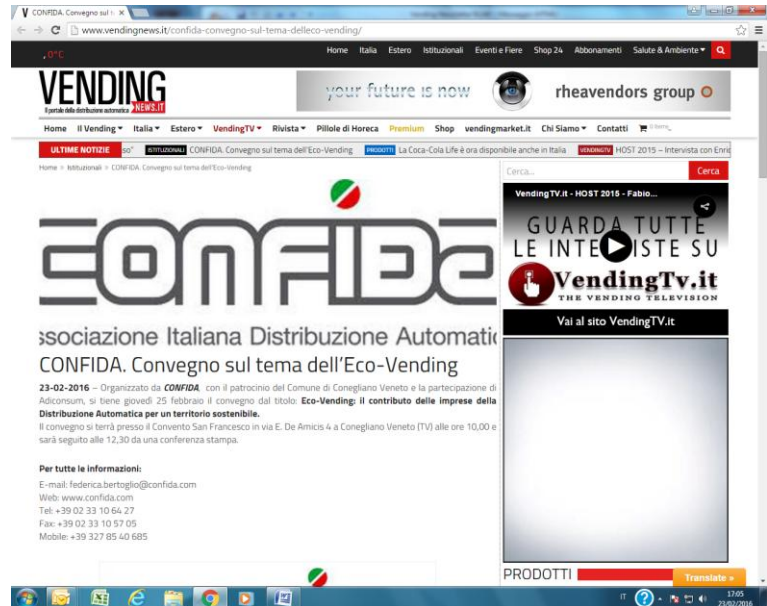 CONFIDA. Convegno sul t
www.vendingnews.it/confida-convegno-sul-tema-delleco-vending/
,0°C
Home Italia Estero Istituzionali Eventi e Fiere Shop 24 Abbonamenti Salute & Ambiente
VENDING
Il portale della distribuzione automatica NEWS.IT
your future is now rheavendors group
Home Il Vending Italia Estero VendingTV Rivista Pillole di Horeca Premium Shop vendingmarket.it Chi Siamo Contatti
ULTIME NOTIZIE so" ISTITUZIONALI CONFIDA. Convegno sul tema dell'Eco-Vending PRODOTTI La Coca-Cola Life è ora disponibile anche in Italia VENDINGTV HOST 2015 – Intervista con Enric
Home > Istituzionali > CONFIDA. Convegno sul tema dell'Eco-Vending
CONFIDA
ssociazione Italiana Distribuzione Automatic
CONFIDA. Convegno sul tema dell'Eco-Vending
23-02-2016 – Organizzato da CONFIDA, con il patrocinio del Comune di Conegliano Veneto e la partecipazione di
Adiconsum, si tiene giovedì 25 febbraio il convegno dal titolo: Eco-Vending: il contributo delle imprese della
Distribuzione Automatica per un territorio sostenibile.
Il convegno si terrà presso il Convento San Francesco in via E. De Amicis 4 a Conegliano Veneto (TV) alle ore 10,00 e
sarà seguito alle 12,30 da una conferenza stampa.
Per tutte le informazioni:
E-mail: federica.bertoglio@confida.com
Web: www.confida.com
Tel: +39 02 33 10 64 27
Fax: +39 02 33 10 57 05
Mobile: +39 327 85 40 685
Cerca... Cerca
VendingTV.it - HOST 2015 - Fabio...
GUARDA TUTTE
LE INTE ISTE SU
VendingTv.it
THE VENDING TELEVISION
Vai al sito VendingTV.it
PRODOTTI
Translate »
IT
17:05
23/02/2016